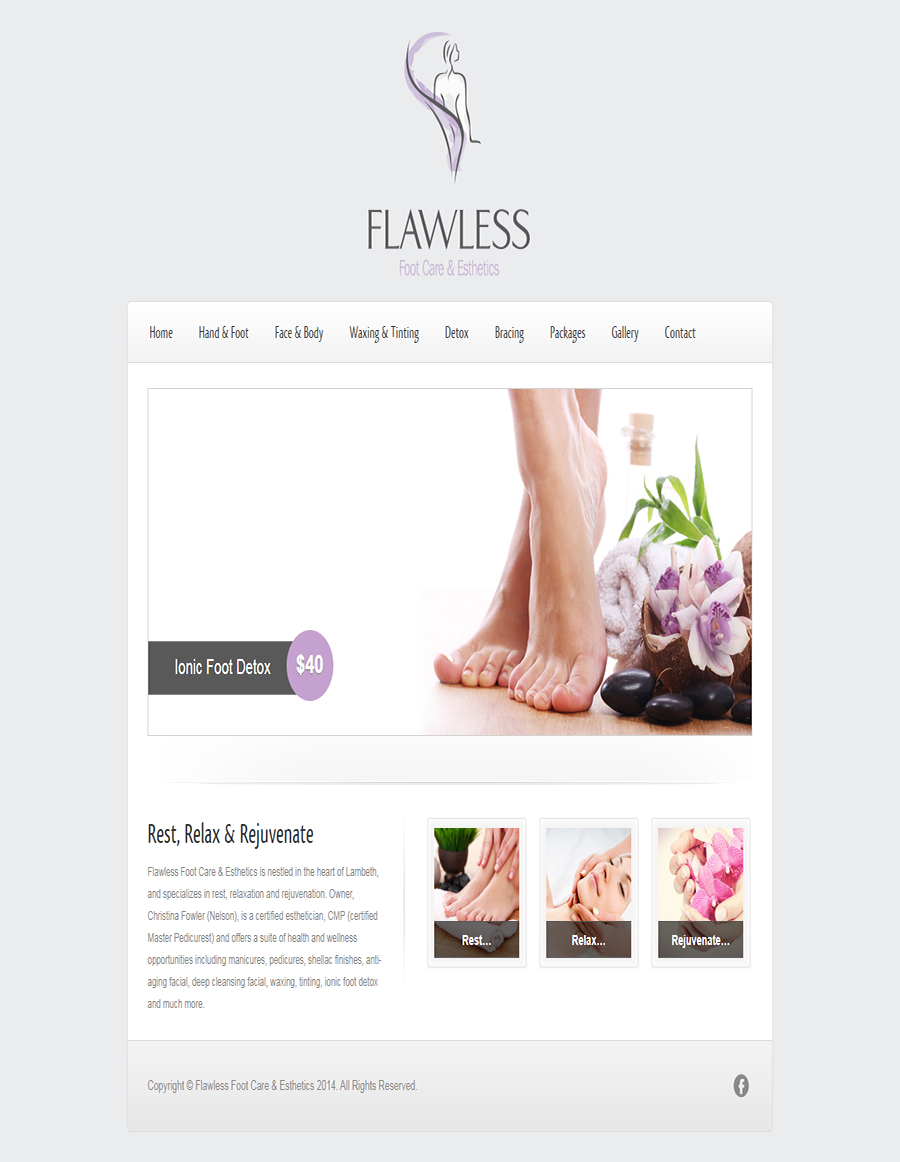 FLAWLESS
Foot Care & Esthetics
Home Hand & Foot Face & Body Waxing & Tinting Detox Bracing Packages Gallery Contact
Ionic Foot Detox $40
Rest, Relax & Rejuvenate
Flawless Foot Care & Esthetics is nestled in the heart of Lambeth,
and specializes in rest, relaxation and rejuvenation. Owner,
Christina Fowler (Nelson), is a certified esthetician, CMP (certified
Master Pedicurest) and offers a suite of health and wellness
opportunities including manicures, pedicures, shellac finishes, anti-
aging facial, deep cleansing facial, waxing, tinting, ionic foot detox
and much more.
Rest... Relax... Rejuvenate...
Copyright © Flawless Foot Care & Esthetics 2014. All Rights Reserved.